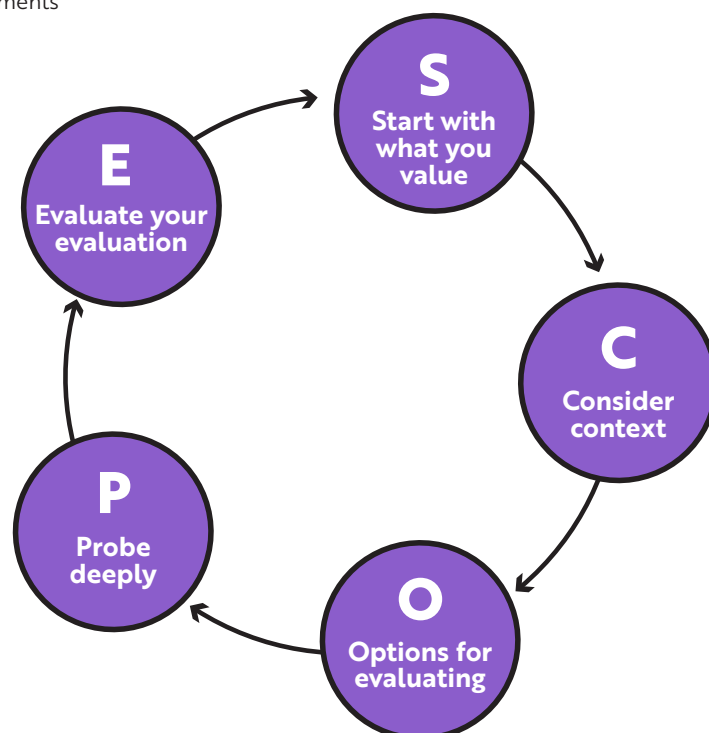 S
Start with
what you
value
C
Consider
context
O
Options for
evaluating
P
Probe
deeply
E
Evaluate your
evaluation